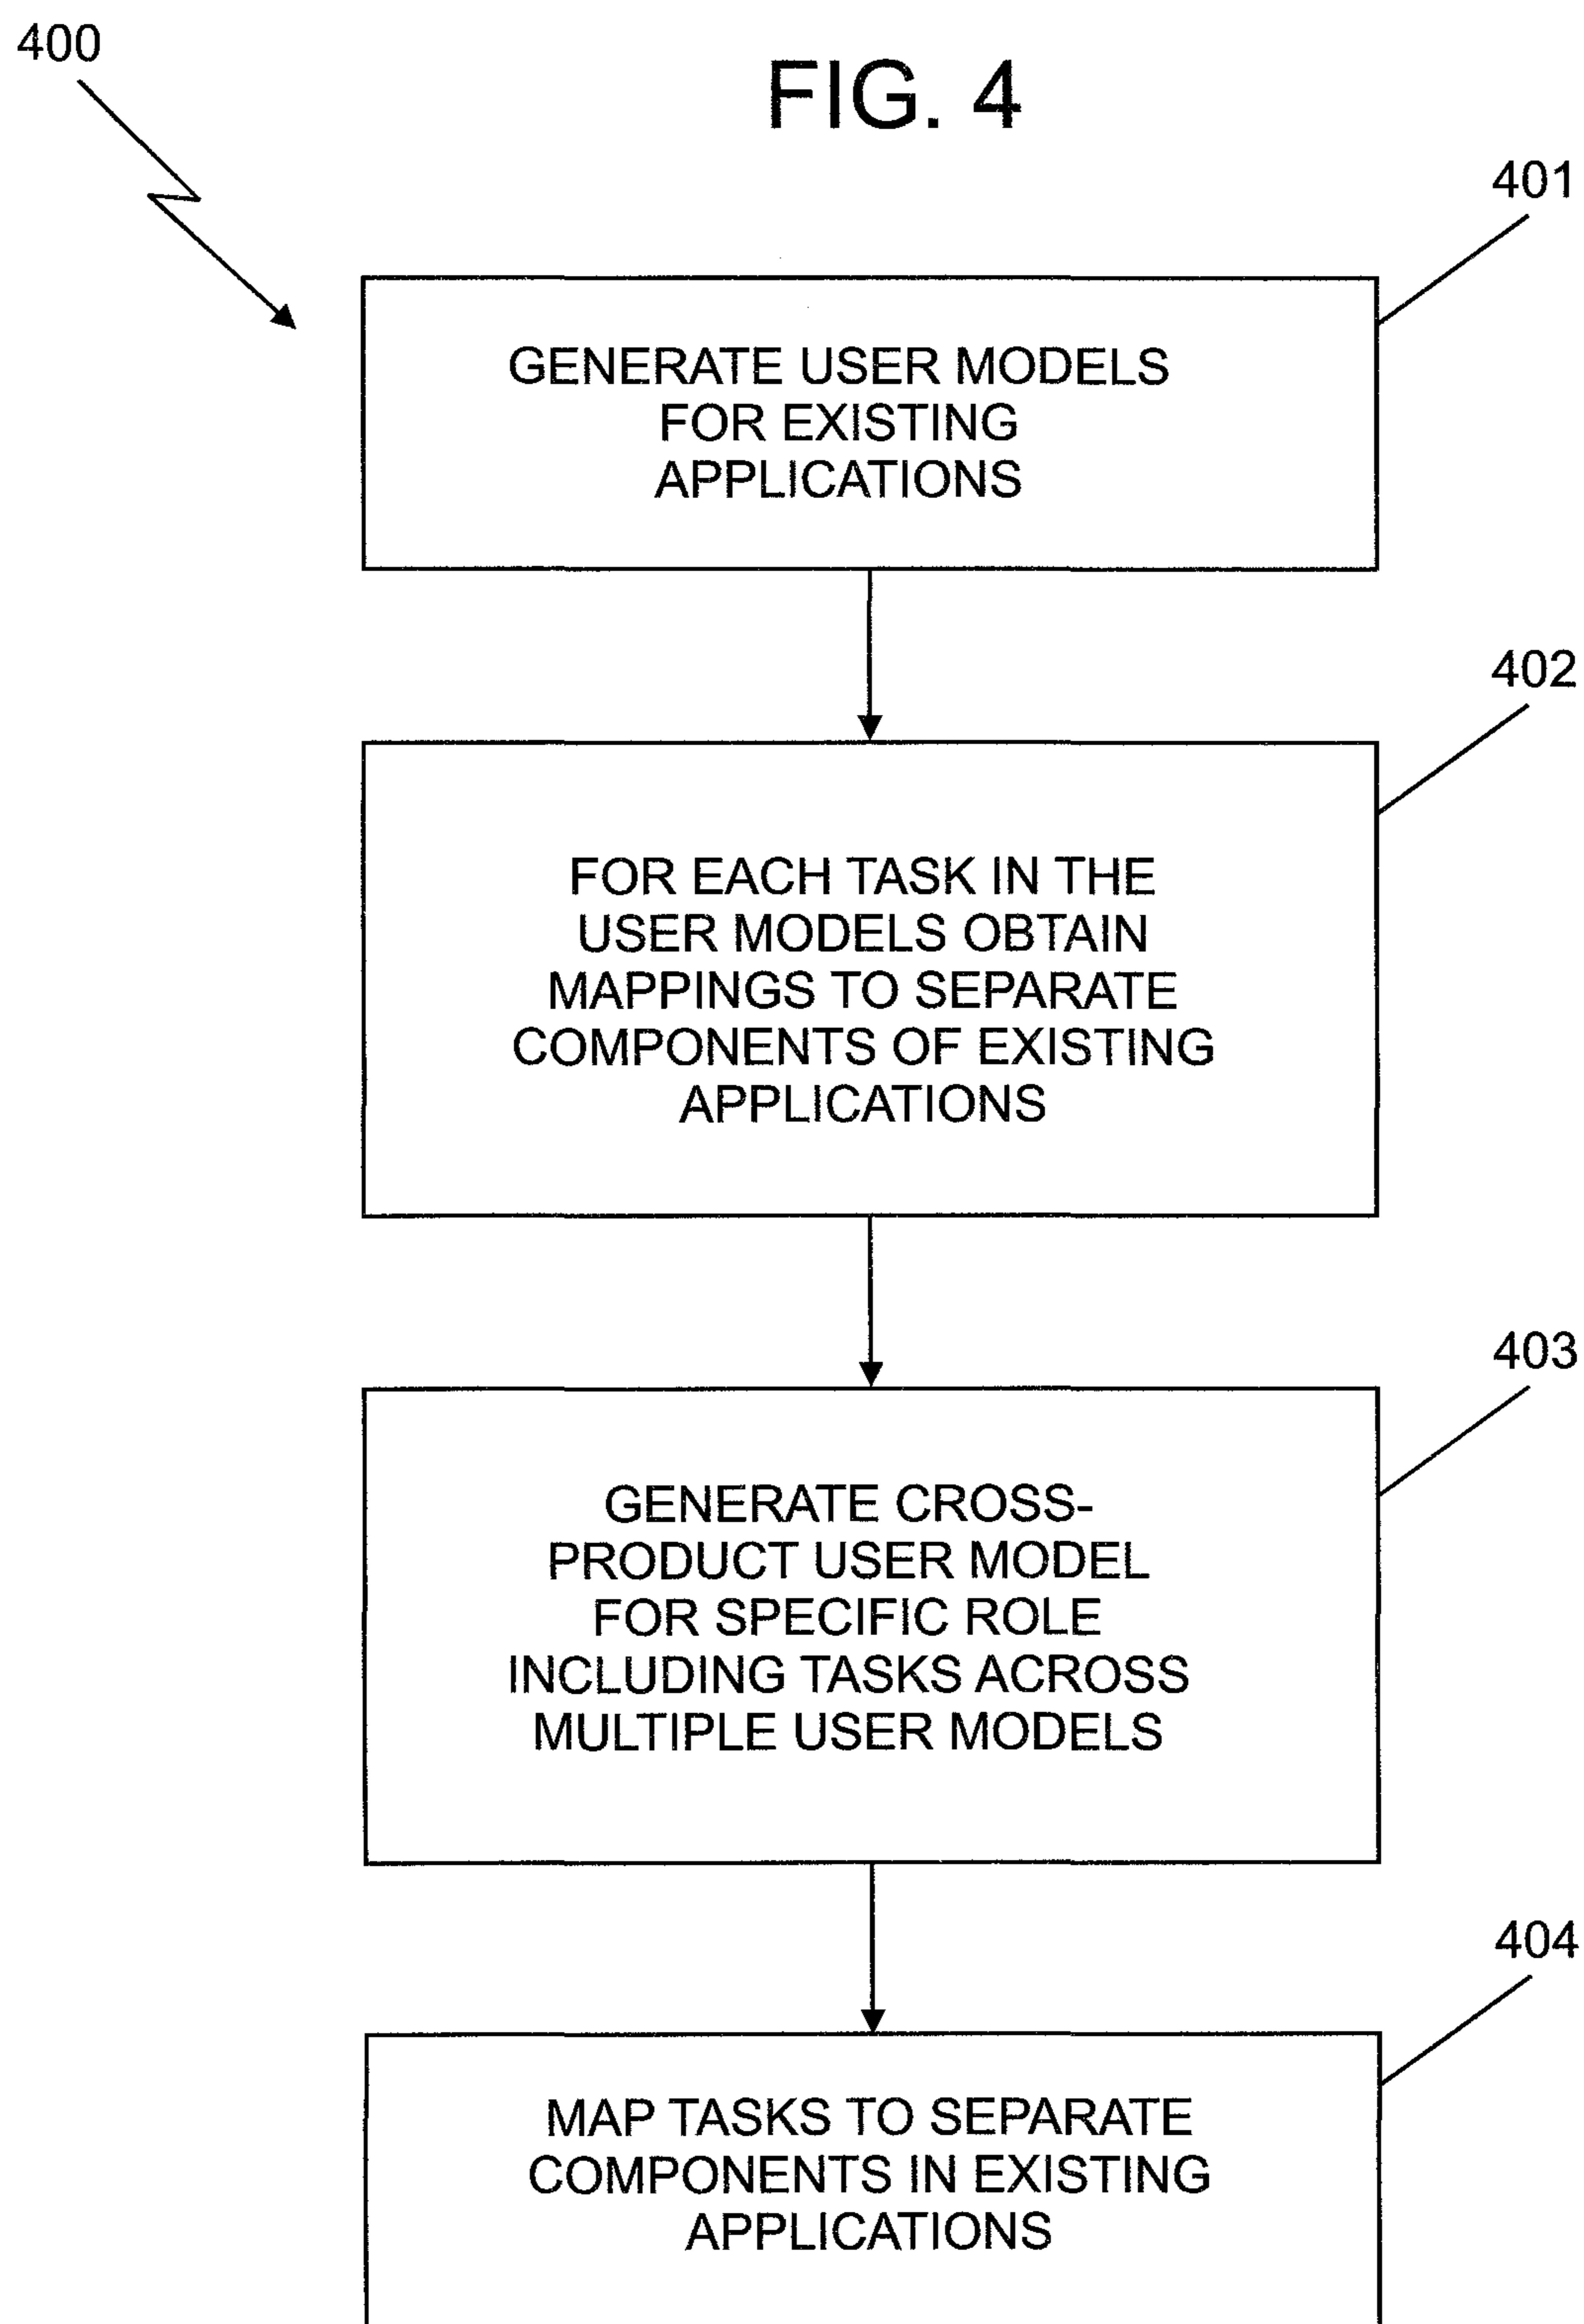 400
FIG. 4
401
GENERATE USER MODELS
FOR EXISTING
APPLICATIONS
402
FOR EACH TASK IN THE
USER MODELS OBTAIN
MAPPINGS TO SEPARATE
COMPONENTS OF EXISTING
APPLICATIONS
403
GENERATE CROSS-
PRODUCT USER MODEL
FOR SPECIFIC ROLE
INCLUDING TASKS ACROSS
MULTIPLE USER MODELS
404
MAP TASKS TO SEPARATE
COMPONENTS IN EXISTING
APPLICATIONS